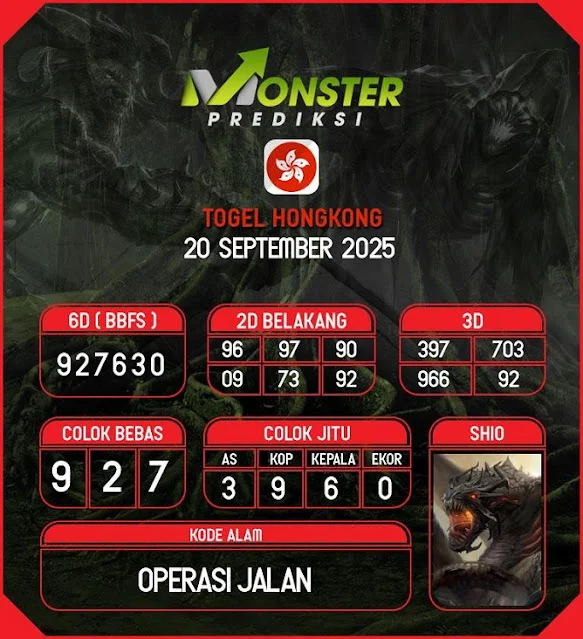 MONSTER
PREDIKSI
TOGEL HONGKONG
20 SEPTEMBER 2025
6D ( BBFS )
927630
2D BELAKANG
96 97 90
09 73 92
3D
397 703
966 92
COLOK BEBAS
9 2 7
COLOK JITU
AS KOP KEPALA EKOR
3 9 6 0
SHIO
KODE ALAM
OPERASI JALAN